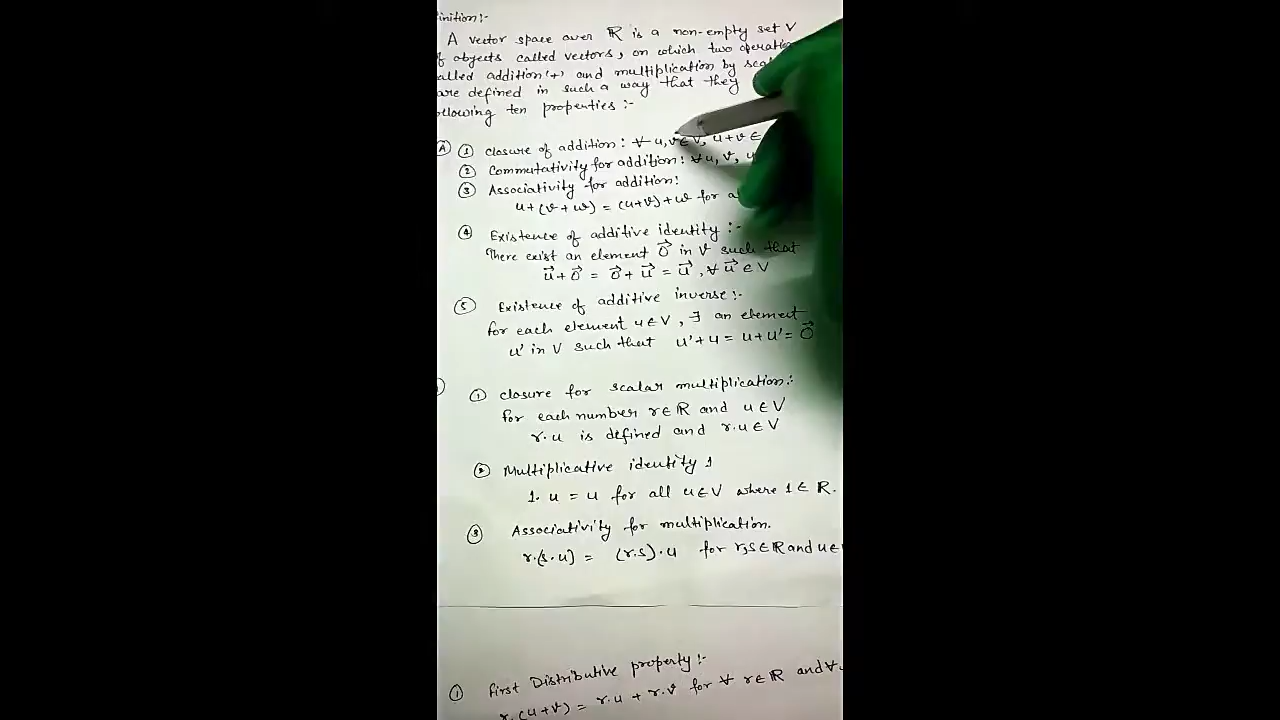 inition:-
A vector space over ℝ is a non-empty set V
f objects called vectors, on which two operation
alled addition '+' and multiplication by scal
are defined in such a way that they
ollowing ten properties :-
Ⓐ ① Closure of addition: ∀ u,v∈V, u+v∈
② Commutativity for addition: ∀u, v, u
③ Associativity for addition:
u+(v+w) = (u+v)+w for a
④ Existence of additive identity :-
There exist an element 0⃗ in V such that
u⃗+0⃗ = 0⃗+u⃗ = u⃗, ∀ u⃗∈V
⑤ Existence of additive inverse:-
for each element u∈V, ∃ an element
u' in V such that u'+u = u+u' = 0⃗
① Closure for scalar multiplication:-
for each number r∈ℝ and u∈V
r.u is defined and r.u∈V
② Multiplicative identity 1
1. u = u for all u∈V where 1∈ ℝ.
③ Associativity for multiplication.
r.[s.u] = (r.s).u for r,s∈ℝ and u∈
① First Distributive property:-
r.(u+v) = r.u + r.v for ∀ r∈ℝ and ∀